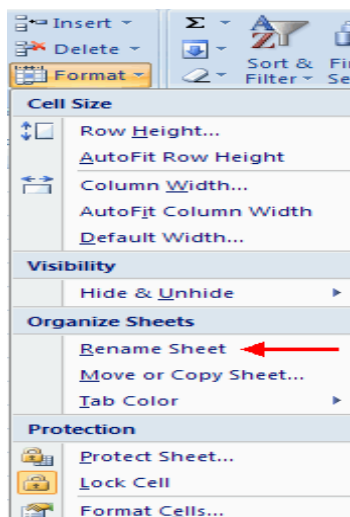 Insert Σ
Delete
Format Sort & Fi
Filter Se
Cell Size
Row Height...
AutoFit Row Height
Column Width...
AutoFit Column Width
Default Width...
Visibility
Hide & Unhide
Organize Sheets
Rename Sheet
Move or Copy Sheet...
Tab Color
Protection
Protect Sheet...
Lock Cell
Format Cells...